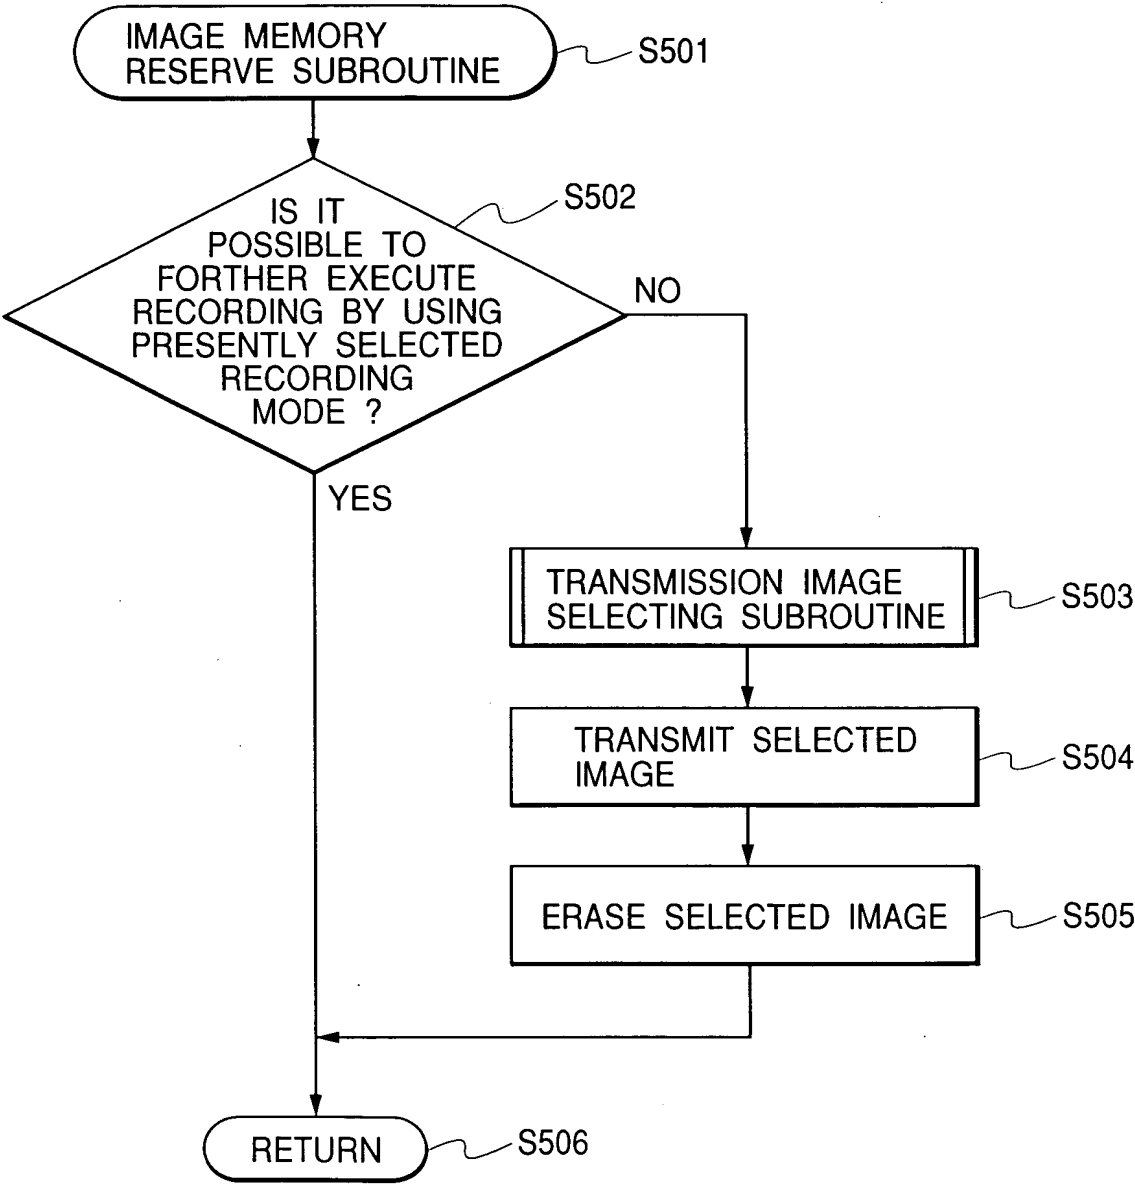 IMAGE MEMORY
RESERVE SUBROUTINE
S501
S502
IS IT
POSSIBLE TO
FORTHER EXECUTE
RECORDING BY USING
PRESENTLY SELECTED
RECORDING
MODE ?
NO
YES
TRANSMISSION IMAGE
SELECTING SUBROUTINE
S503
TRANSMIT SELECTED
IMAGE
S504
ERASE SELECTED IMAGE
S505
RETURN
S506